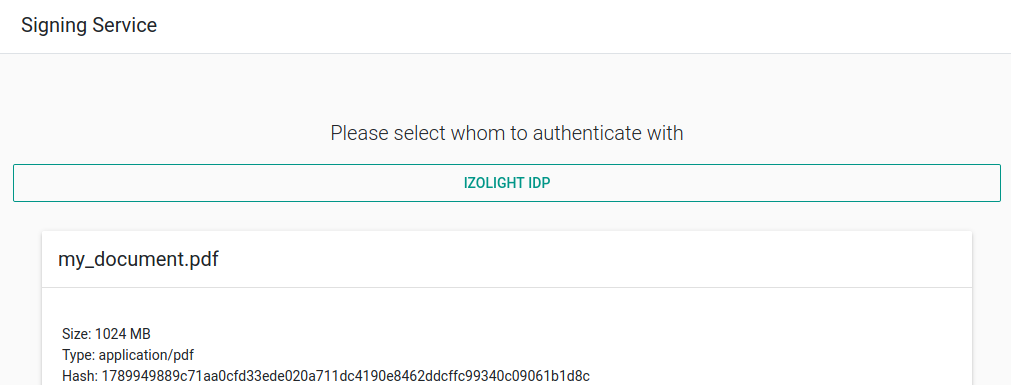 Signing Service
Please select whom to authenticate with
IZOLIGHT IDP
my_document.pdf
Size: 1024 MB
Type: application/pdf
Hash: 1789949889c71aa0cfd33ede020a711dc4190e8462ddcffc99340c09061b1d8c